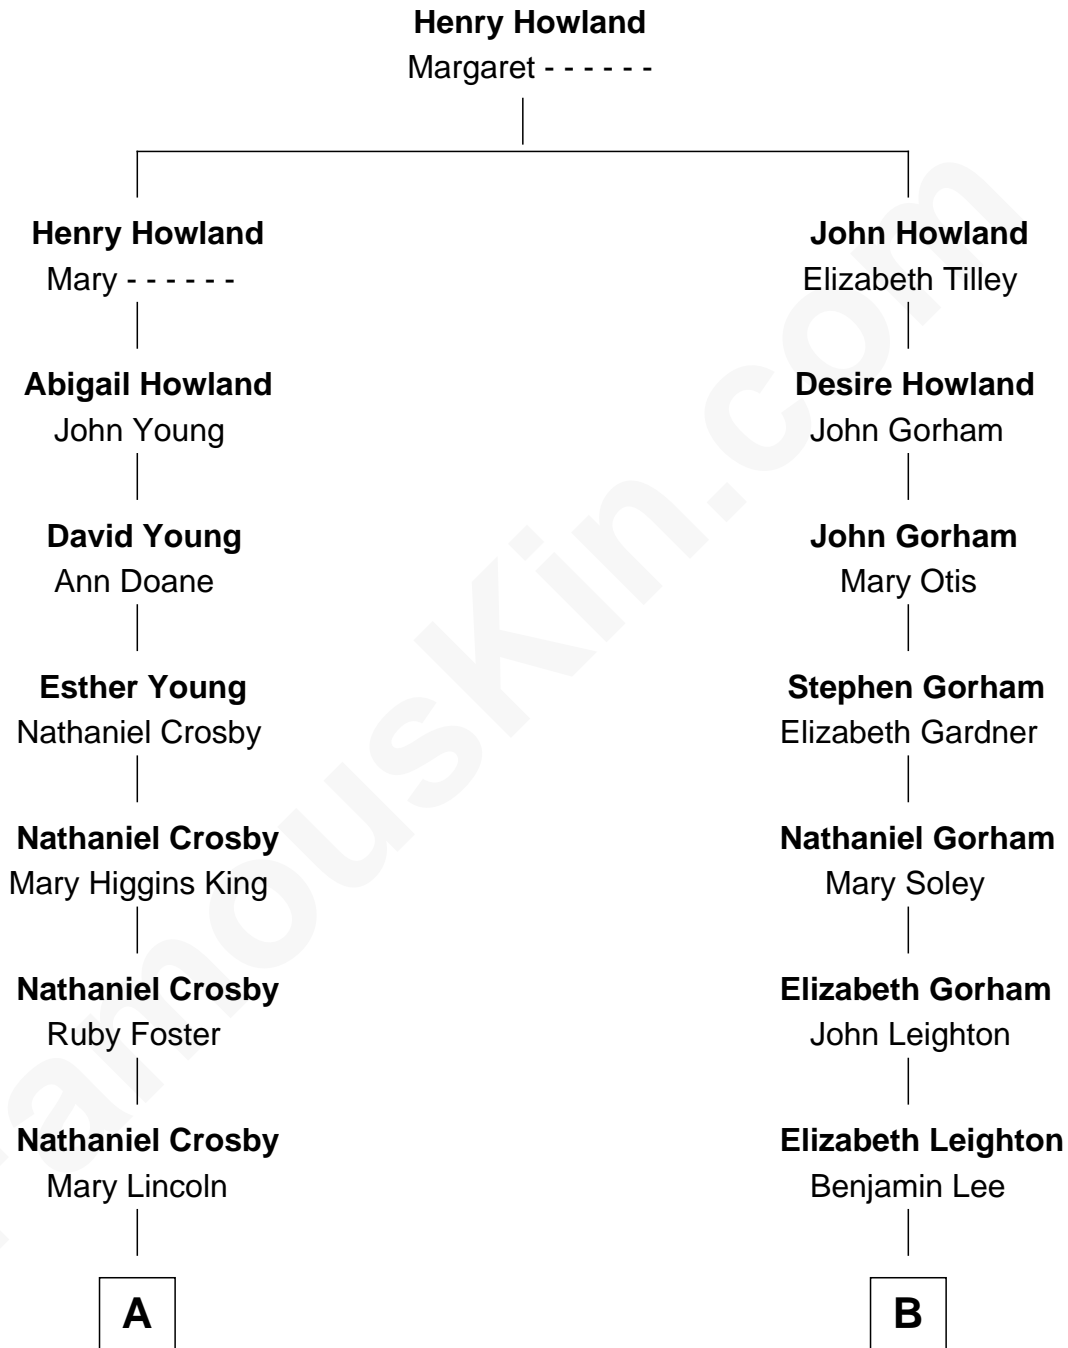 Henry Howland
Margaret - - - - - -
Henry Howland
Mary - - - - - -
John Howland
Elizabeth Tilley
Abigail Howland
John Young
Desire Howland
John Gorham
David Young
Ann Doane
John Gorham
Mary Otis
Esther Young
Nathaniel Crosby
Stephen Gorham
Elizabeth Gardner
Nathaniel Crosby
Mary Higgins King
Nathaniel Gorham
Mary Soley
Nathaniel Crosby
Ruby Foster
Elizabeth Gorham
John Leighton
Nathaniel Crosby
Mary Lincoln
Elizabeth Leighton
Benjamin Lee
A
B
FamousKin.com